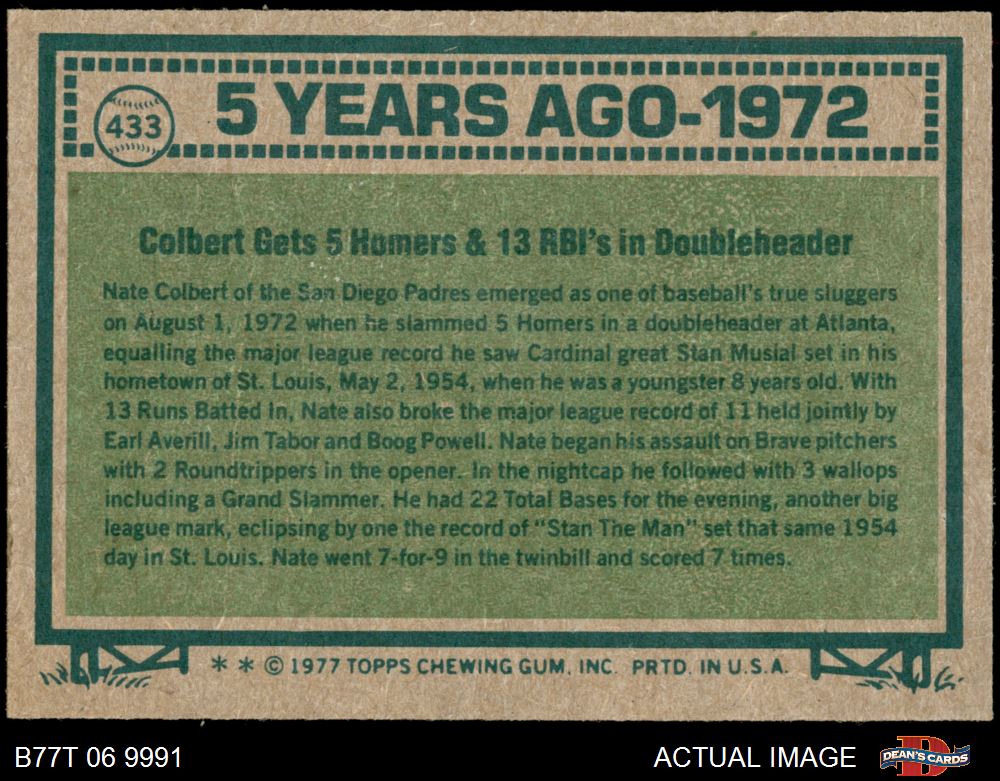 433
5 YEARS AGO-1972
Colbert Gets 5 Homers & 13 RBI's in Doubleheader
Nate Colbert of the San Diego Padres emerged as one of baseball's true sluggers
on August 1, 1972 when he slammed 5 Homers in a doubleheader at Atlanta,
equalling the major league record he saw Cardinal great Stan Musial set in his
hometown of St. Louis, May 2, 1954, when he was a youngster 8 years old. With
13 Runs Batted In, Nate also broke the major league record of 11 held jointly by
Earl Averill, Jim Tabor and Boog Powell. Nate began his assault on Brave pitchers
with 2 Roundtrippers in the opener. In the nightcap he followed with 3 wallops
including a Grand Slammer. He had 22 Total Bases for the evening, another big
league mark, eclipsing by one the record of "Stan The Man" set that same 1954
day in St. Louis. Nate went 7-for-9 in the twinbill and scored 7 times.
* * © 1977 TOPPS CHEWING GUM, INC. PRTD. IN U.S.A.
B77T 06 9991 ACTUAL IMAGE DEAN'S CARDS